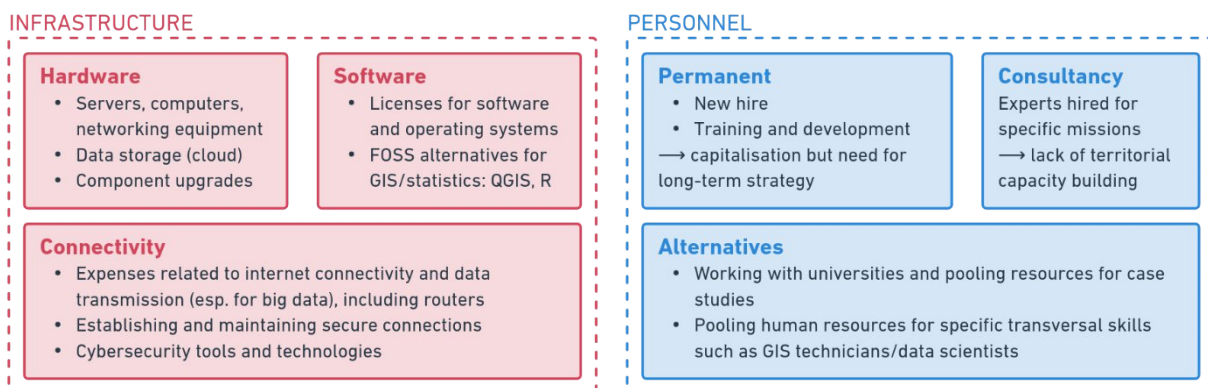 INFRASTRUCTURE
Hardware
• Servers, computers,
networking equipment
• Data storage (cloud)
• Component upgrades
Software
• Licenses for software
and operating systems
• FOSS alternatives for
GIS/statistics: QGIS, R
Connectivity
• Expenses related to internet connectivity and data
transmission (esp. for big data), including routers
• Establishing and maintaining secure connections
• Cybersecurity tools and technologies
PERSONNEL
Permanent
• New hire
• Training and development
⟶ capitalisation but need for
long-term strategy
Consultancy
Experts hired for
specific missions
⟶ lack of territorial
capacity building
Alternatives
• Working with universities and pooling resources for case
studies
• Pooling human resources for specific transversal skills
such as GIS technicians/data scientists